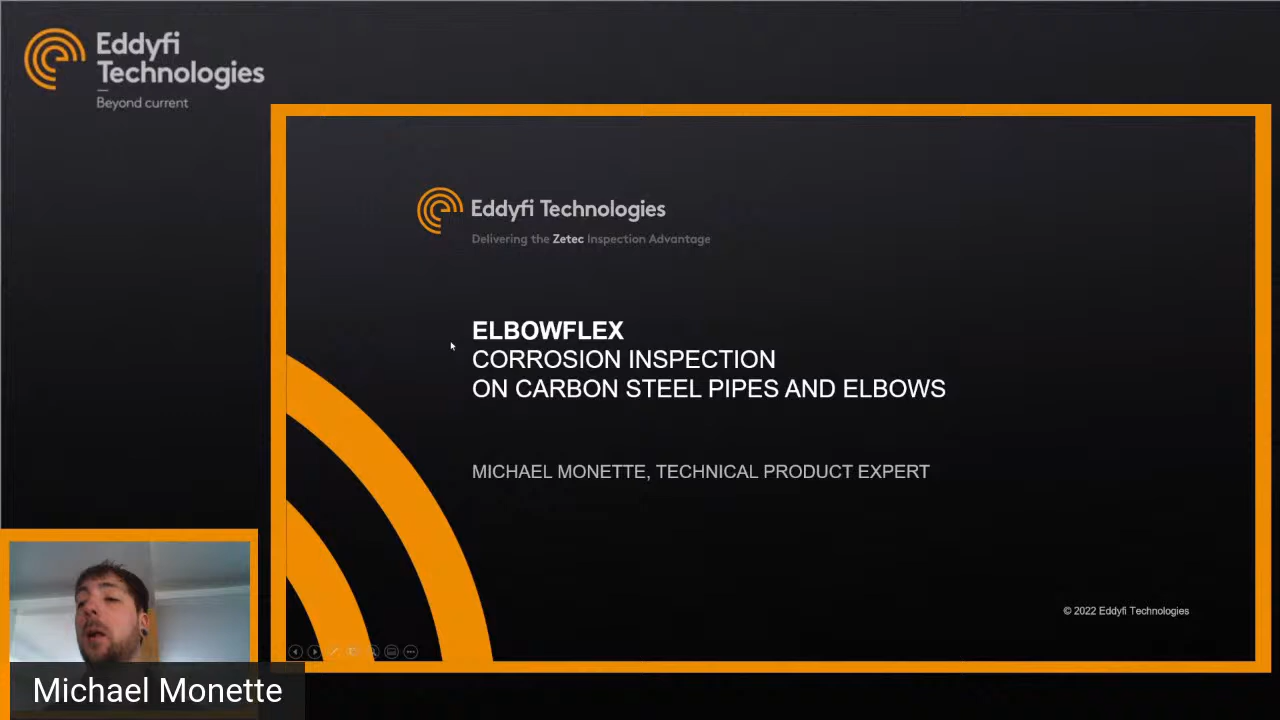 Eddyfi
Technologies
Beyond current
Eddyfi Technologies
Delivering the Zetec Inspection Advantage
ELBOWFLEX
CORROSION INSPECTION
ON CARBON STEEL PIPES AND ELBOWS
MICHAEL MONETTE, TECHNICAL PRODUCT EXPERT
© 2022 Eddyfi Technologies
Michael Monette